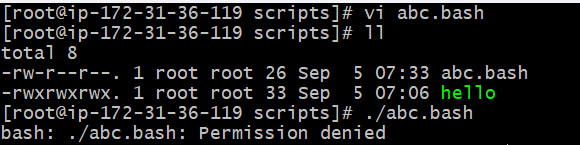 [root@ip-172-31-36-119 scripts]# vi abc.bash
[root@ip-172-31-36-119 scripts]# ll
total 8
-rw-r--r--. 1 root root 26 Sep  5 07:33 abc.bash
-rwxrwxrwx. 1 root root 33 Sep  5 07:06 hello
[root@ip-172-31-36-119 scripts]# ./abc.bash
bash: ./abc.bash: Permission denied